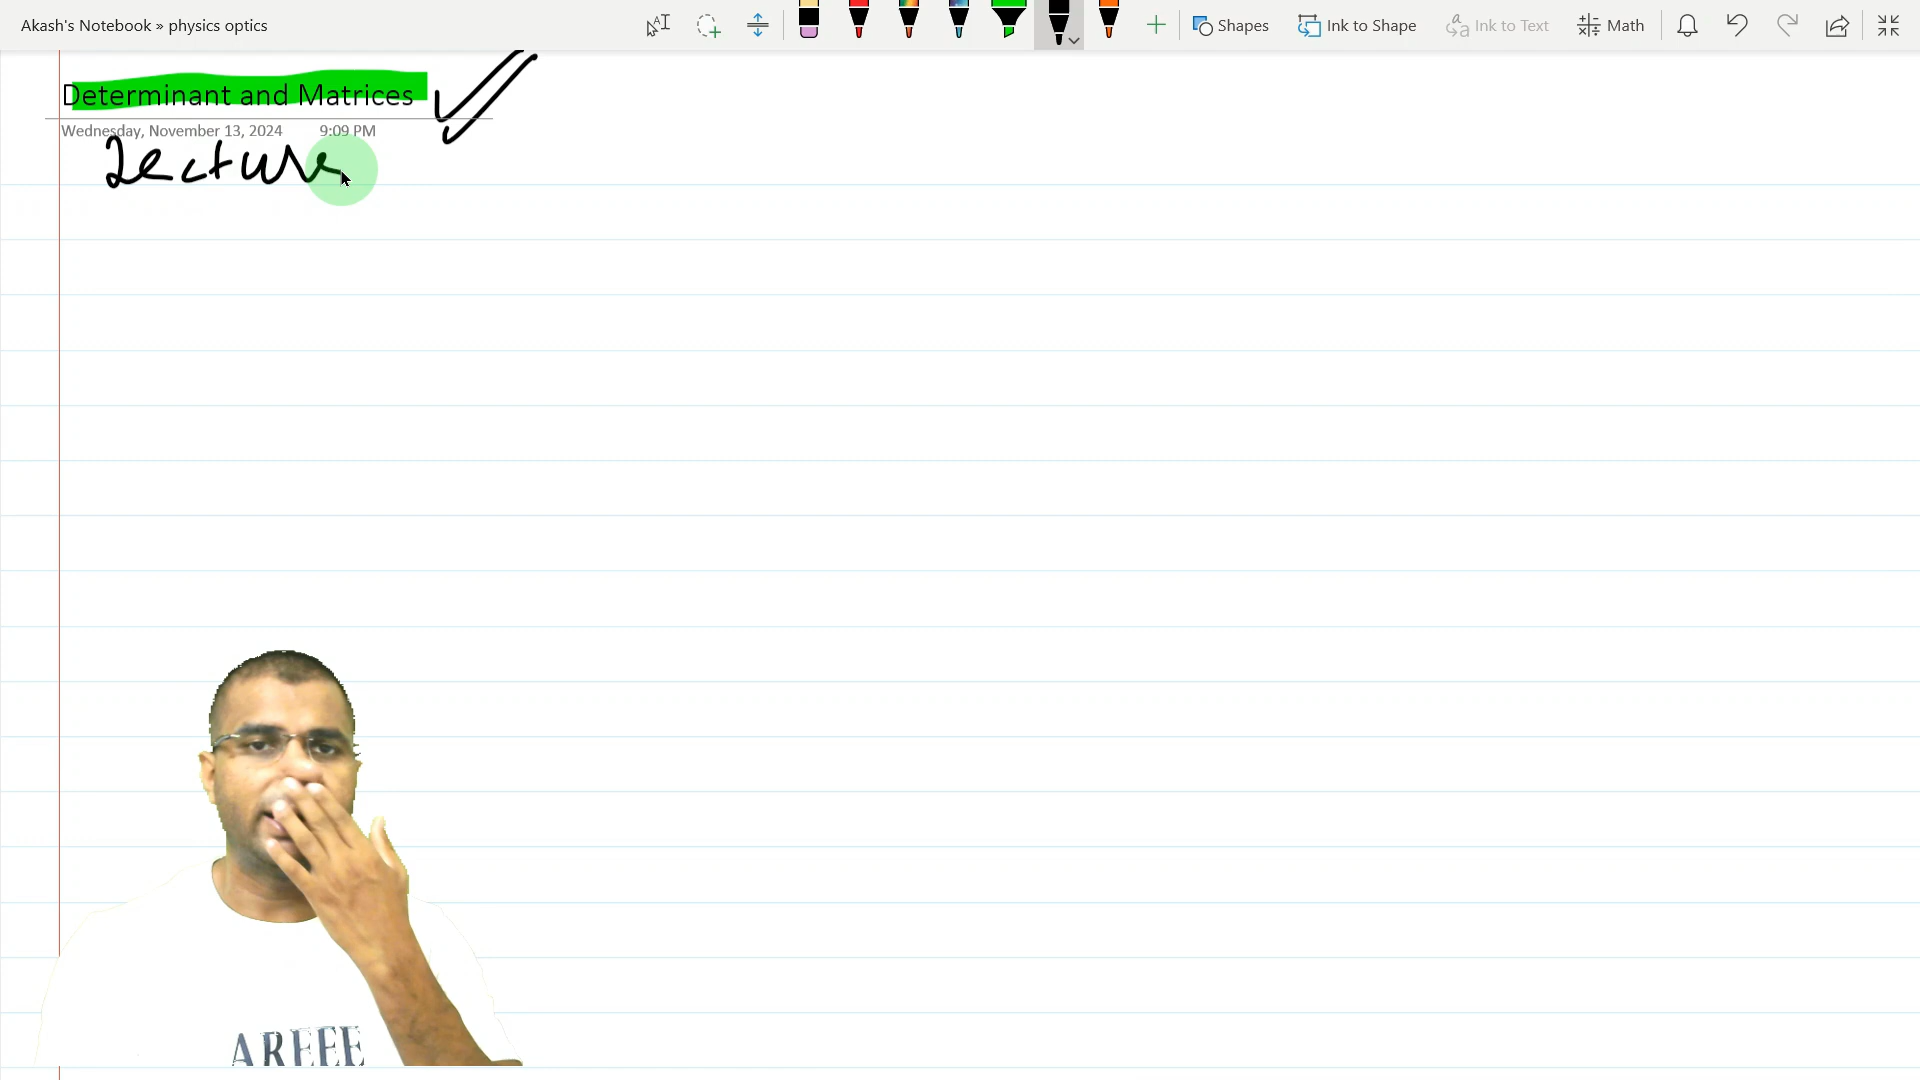 Akash's Notebook » physics optics
Shapes
Ink to Shape
Ink to Text
Math
Determinant and Matrices
Wednesday, November 13, 2024 9:09 PM
Lecture
AREEE